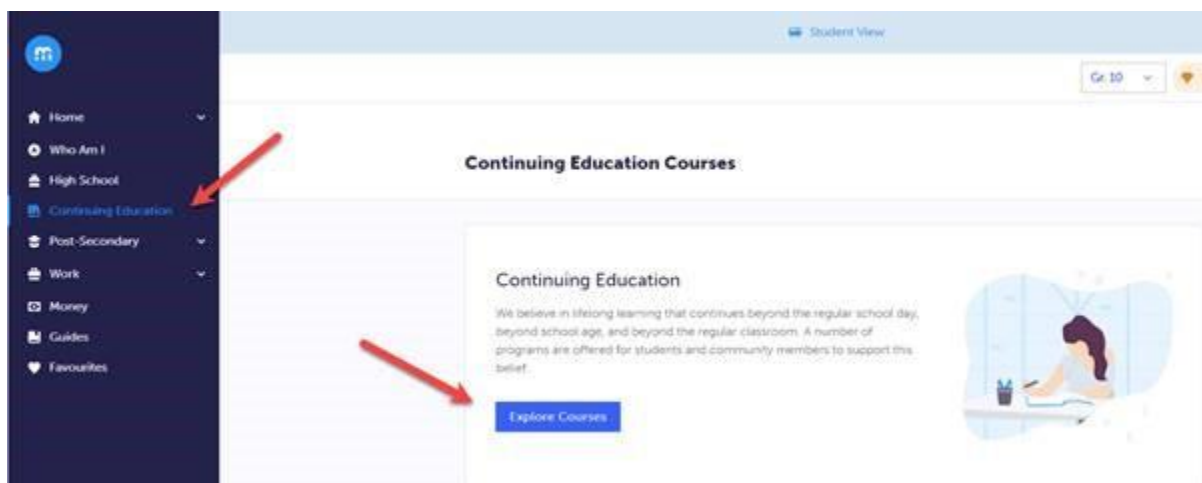 m
Student View
Gr. 10
Home
Who Am I
High School
Continuing Education
Post-Secondary
Work
Money
Guides
Favourites
Continuing Education Courses
Continuing Education
We believe in lifelong learning that continues beyond the regular school day,
beyond school age, and beyond the regular classroom. A number of
programs are offered for students and community members to support this
belief.
Explore Courses